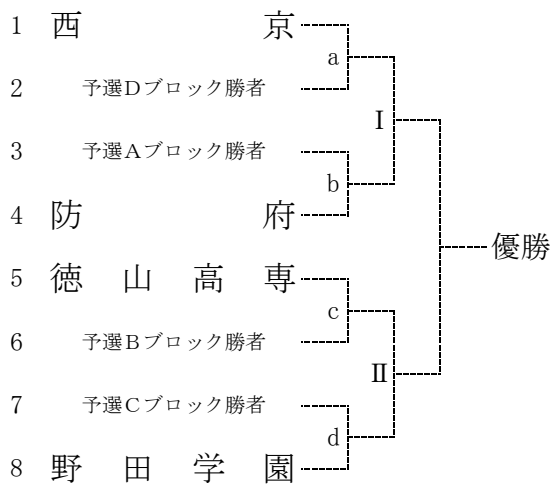 1 西京
a
2 予選Dブロック勝者
I
3 予選Aブロック勝者
b
4 防府
優勝
5 徳山高専
c
6 予選Bブロック勝者
II
7 予選Cブロック勝者
d
8 野田学園